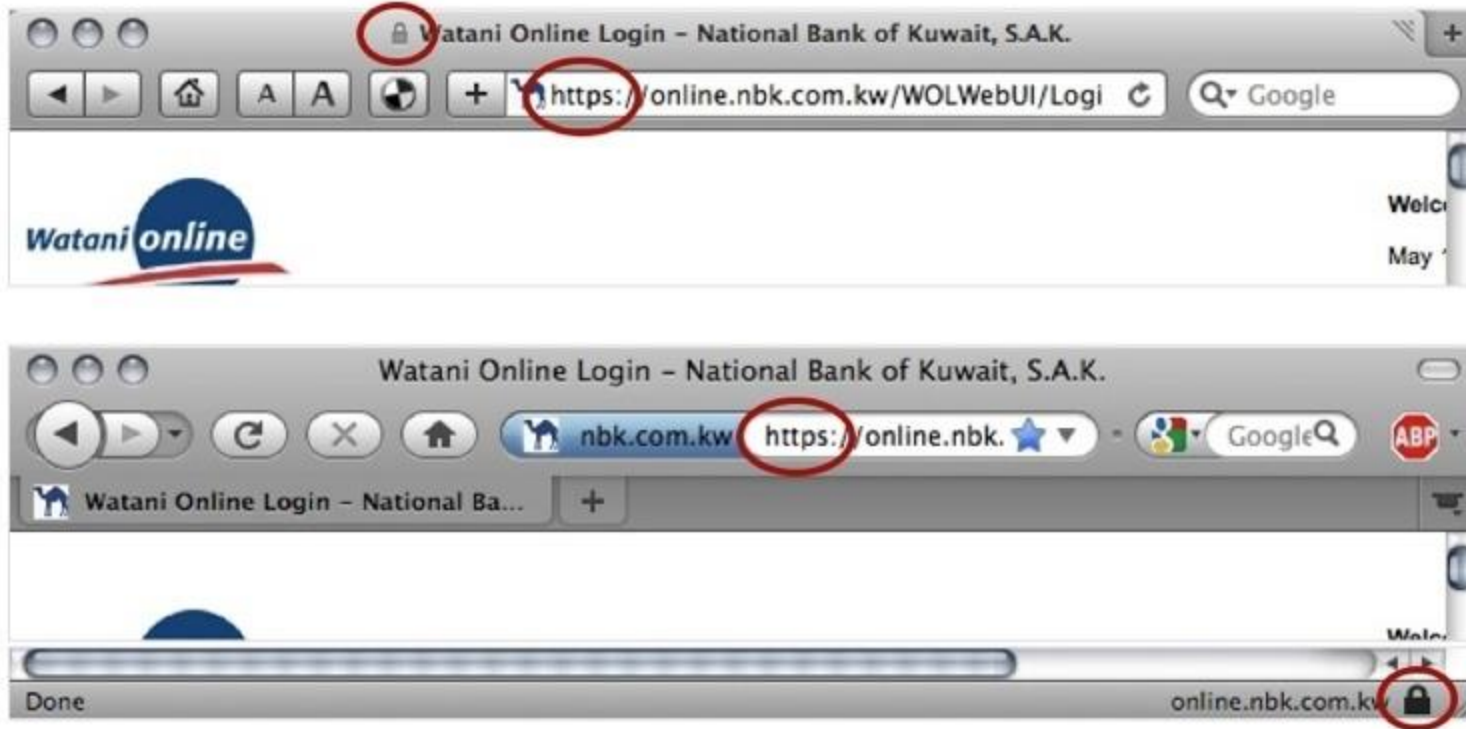 Watani Online Login – National Bank of Kuwait, S.A.K.
A A + https://online.nbk.com.kw/WOLWebUI/Logi Google
Watani online
Welc
May
Watani Online Login – National Bank of Kuwait, S.A.K.
nbk.com.kw https://online.nbk. Google ABP
Watani Online Login – National Ba... +
Done online.nbk.com.kw